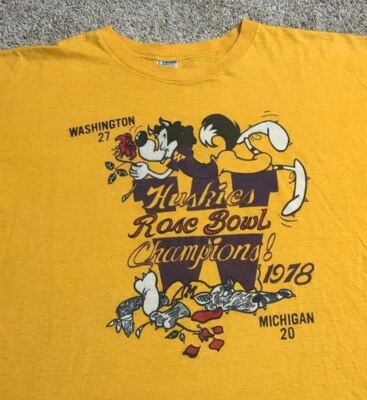 WASHINGTON
27
Huskies
Rose Bowl
Champions!
1978
MICHIGAN
20